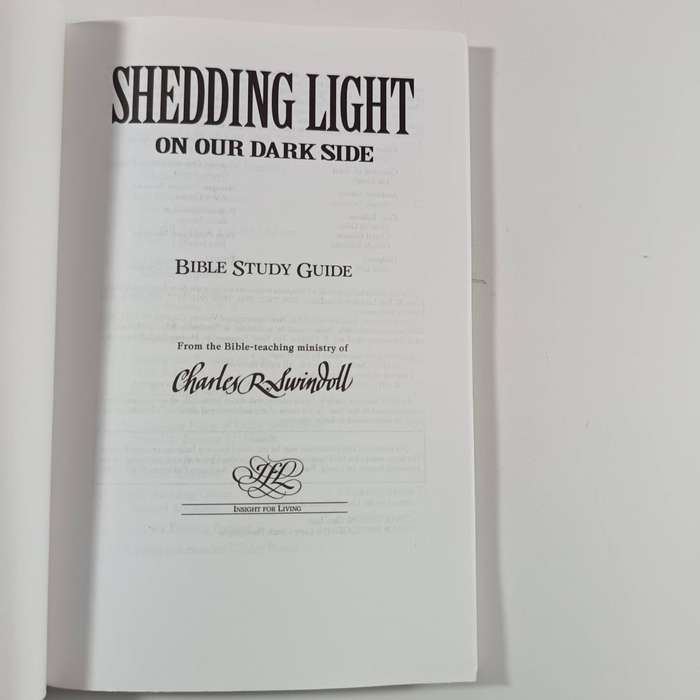 SHEDDING LIGHT
ON OUR DARK SIDE
BIBLE STUDY GUIDE
From the Bible-teaching ministry of
Charles R. Swindoll
IFL
INSIGHT FOR LIVING